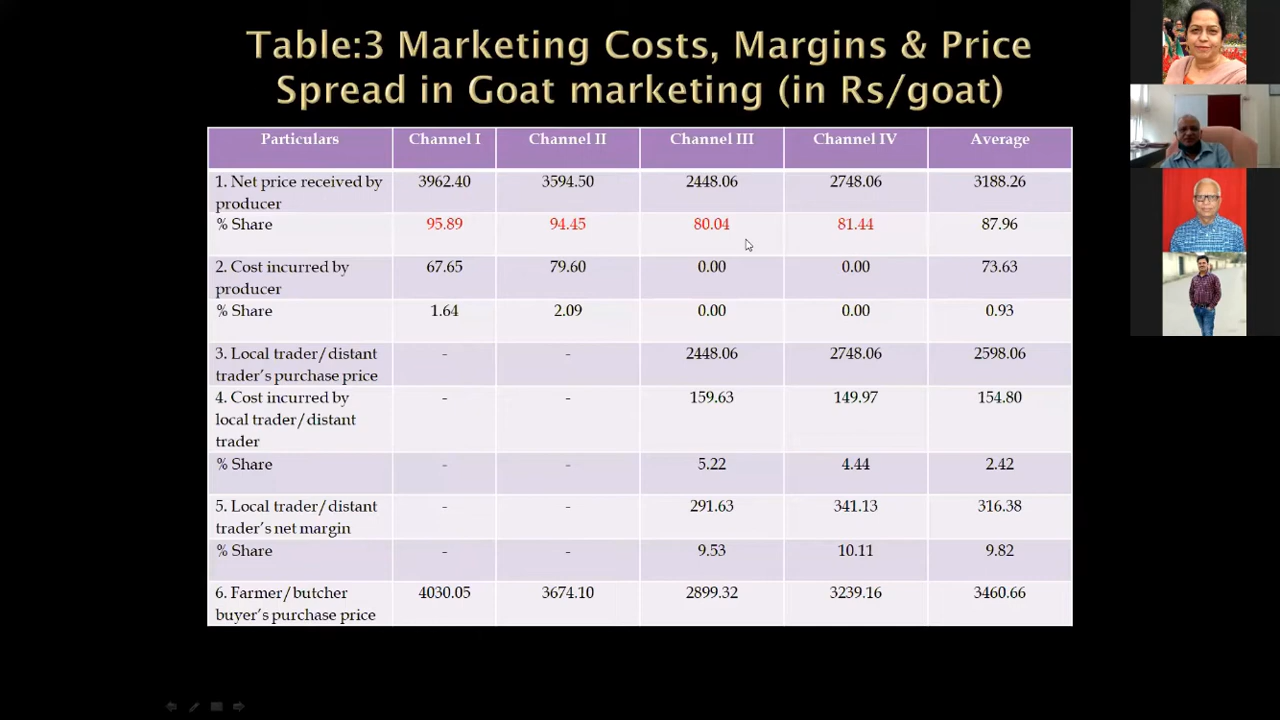 Table:3 Marketing Costs, Margins & Price
Spread in Goat marketing (in Rs/goat)
Particulars Channel I Channel II Channel III Channel IV Average
1. Net price received by 3962.40 3594.50 2448.06 2748.06 3188.26
producer
% Share 95.89 94.45 80.04 81.44 87.96
2. Cost incurred by 67.65 79.60 0.00 0.00 73.63
producer
% Share 1.64 2.09 0.00 0.00 0.93
3. Local trader/distant - - 2448.06 2748.06 2598.06
trader's purchase price
4. Cost incurred by - - 159.63 149.97 154.80
local trader/distant
trader
% Share - - 5.22 4.44 2.42
5. Local trader/distant - - 291.63 341.13 316.38
trader's net margin
% Share - - 9.53 10.11 9.82
6. Farmer/butcher 4030.05 3674.10 2899.32 3239.16 3460.66
buyer's purchase price